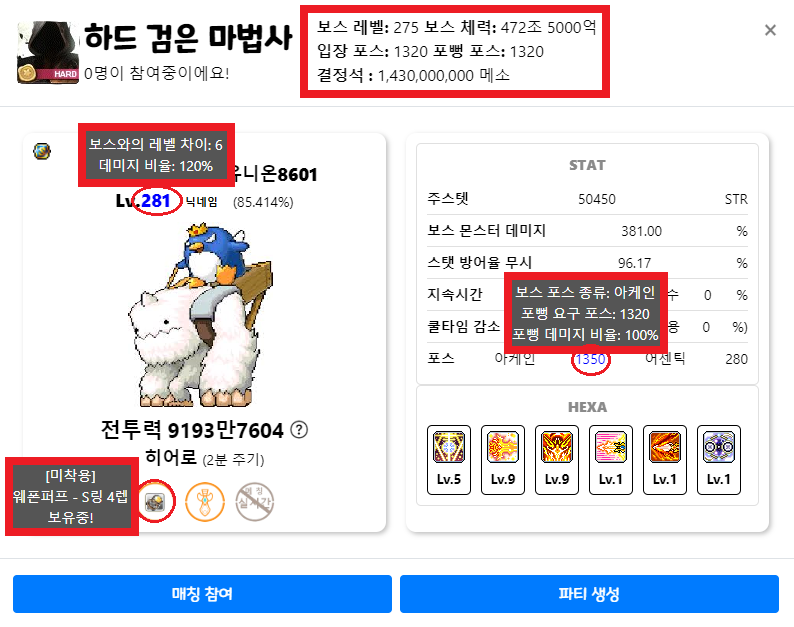 하드 검은 마법사
HARD
0명이 참여중이에요!
보스 레벨: 275 보스 체력: 472조 5000억
입장 포스: 1320 포뻥 포스: 1320
결정석 : 1,430,000,000 메소
×
보스와의 레벨 차이: 6
데미지 비율: 120%
유니온8601
Lv.281 닉네임 (85.414%)
전투력 9193만7604 ?
히어로 (2분 주기)
[미착용]
웨폰퍼프 - S링 4렙
보유중!
STAT
주스텟 50450 STR
보스 몬스터 데미지 381.00 %
스탯 방어율 무시 96.17 %
지속시간 수 0 %
보스 포스 종류: 아케인
포뻥 요구 포스: 1320
포뻥 데미지 비율: 100%
쿨타임 감소 용 0 %)
포스 아케인 1350 어센틱 280
HEXA
Lv.5 Lv.9 Lv.9 Lv.1 Lv.1 Lv.1
매칭 참여
파티 생성